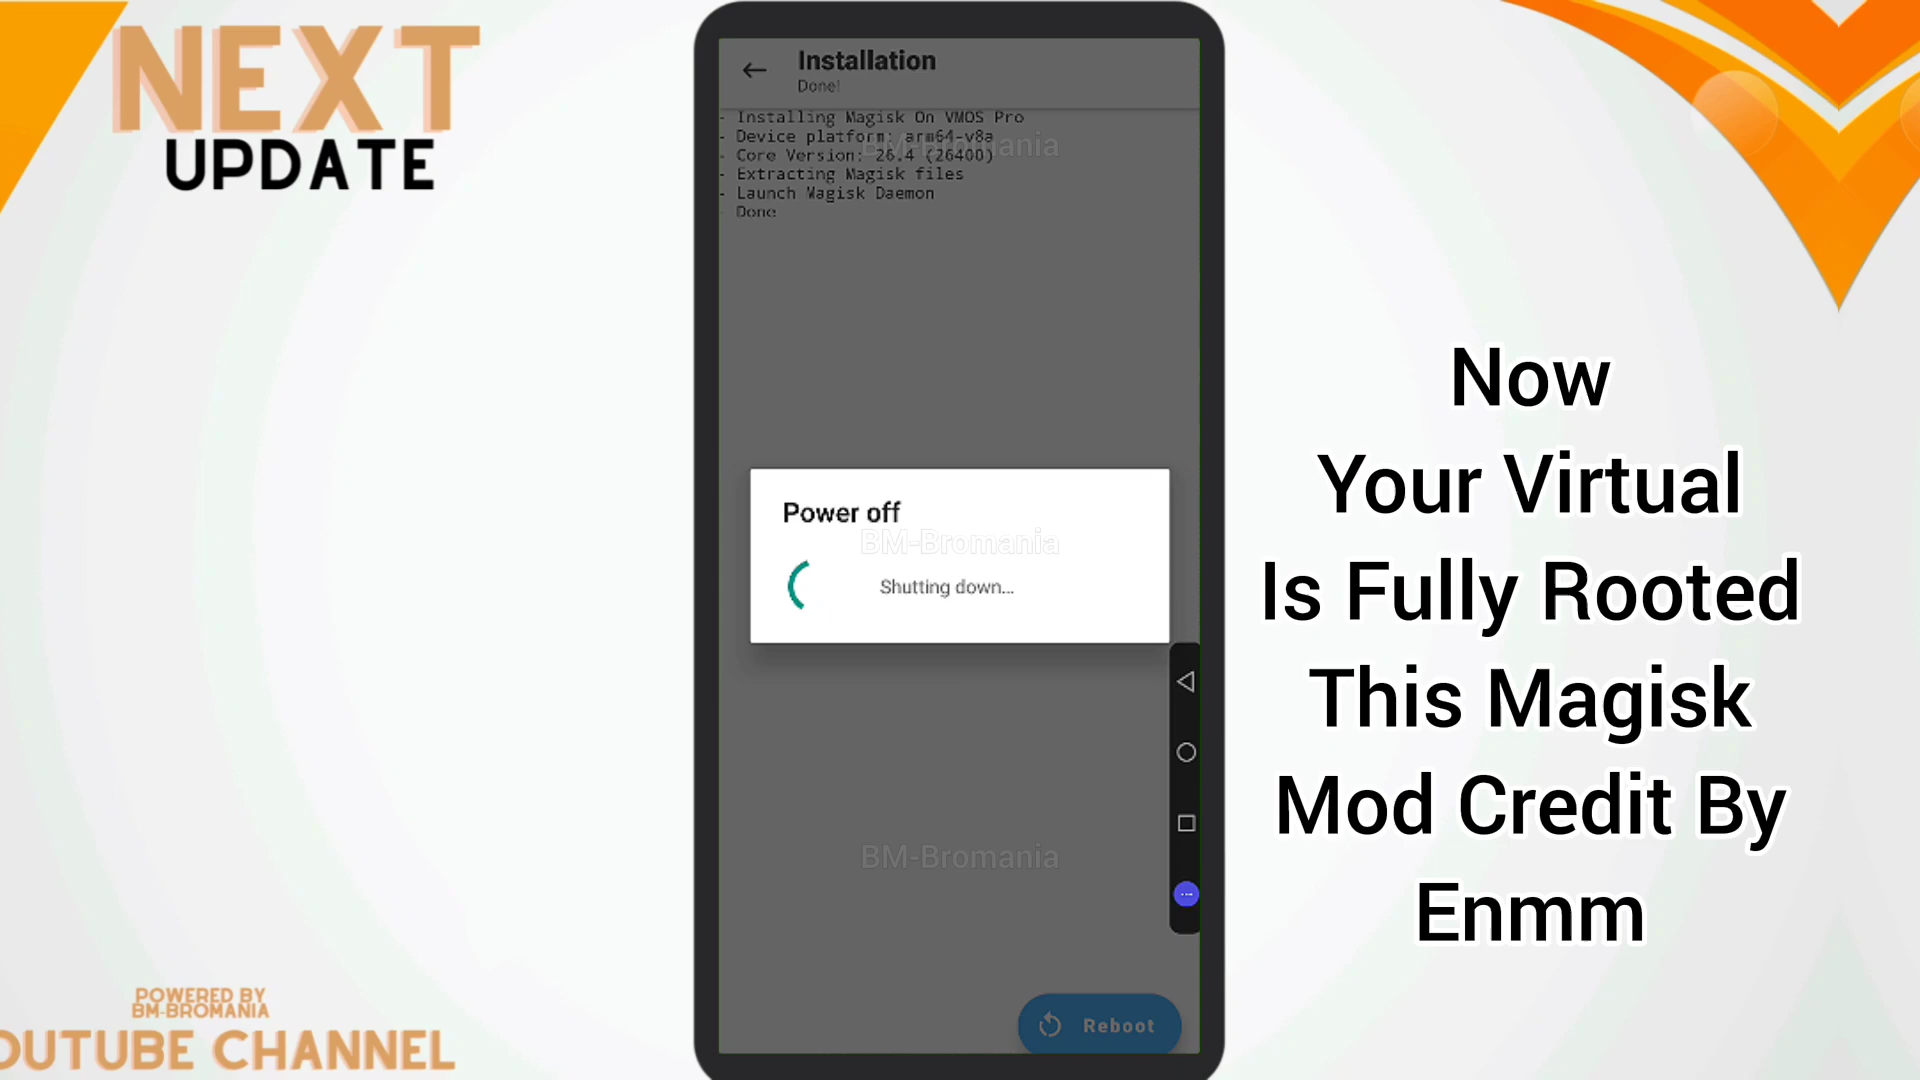 NEXT
UPDATE
Installation
Done!
- Installing Magisk On VMOS Pro
- Device platform: arm64-v8a
BM-Bromania
- Core Version: 26.4 (26400)
- Extracting Magisk files
- Launch Magisk Daemon
- Done
Power off
BM-Bromania
Shutting down...
BM-Bromania
Reboot
Now
Your Virtual
Is Fully Rooted
This Magisk
Mod Credit By
Enmm
POWERED BY
BM-BROMANIA
OUTUBE CHANNEL